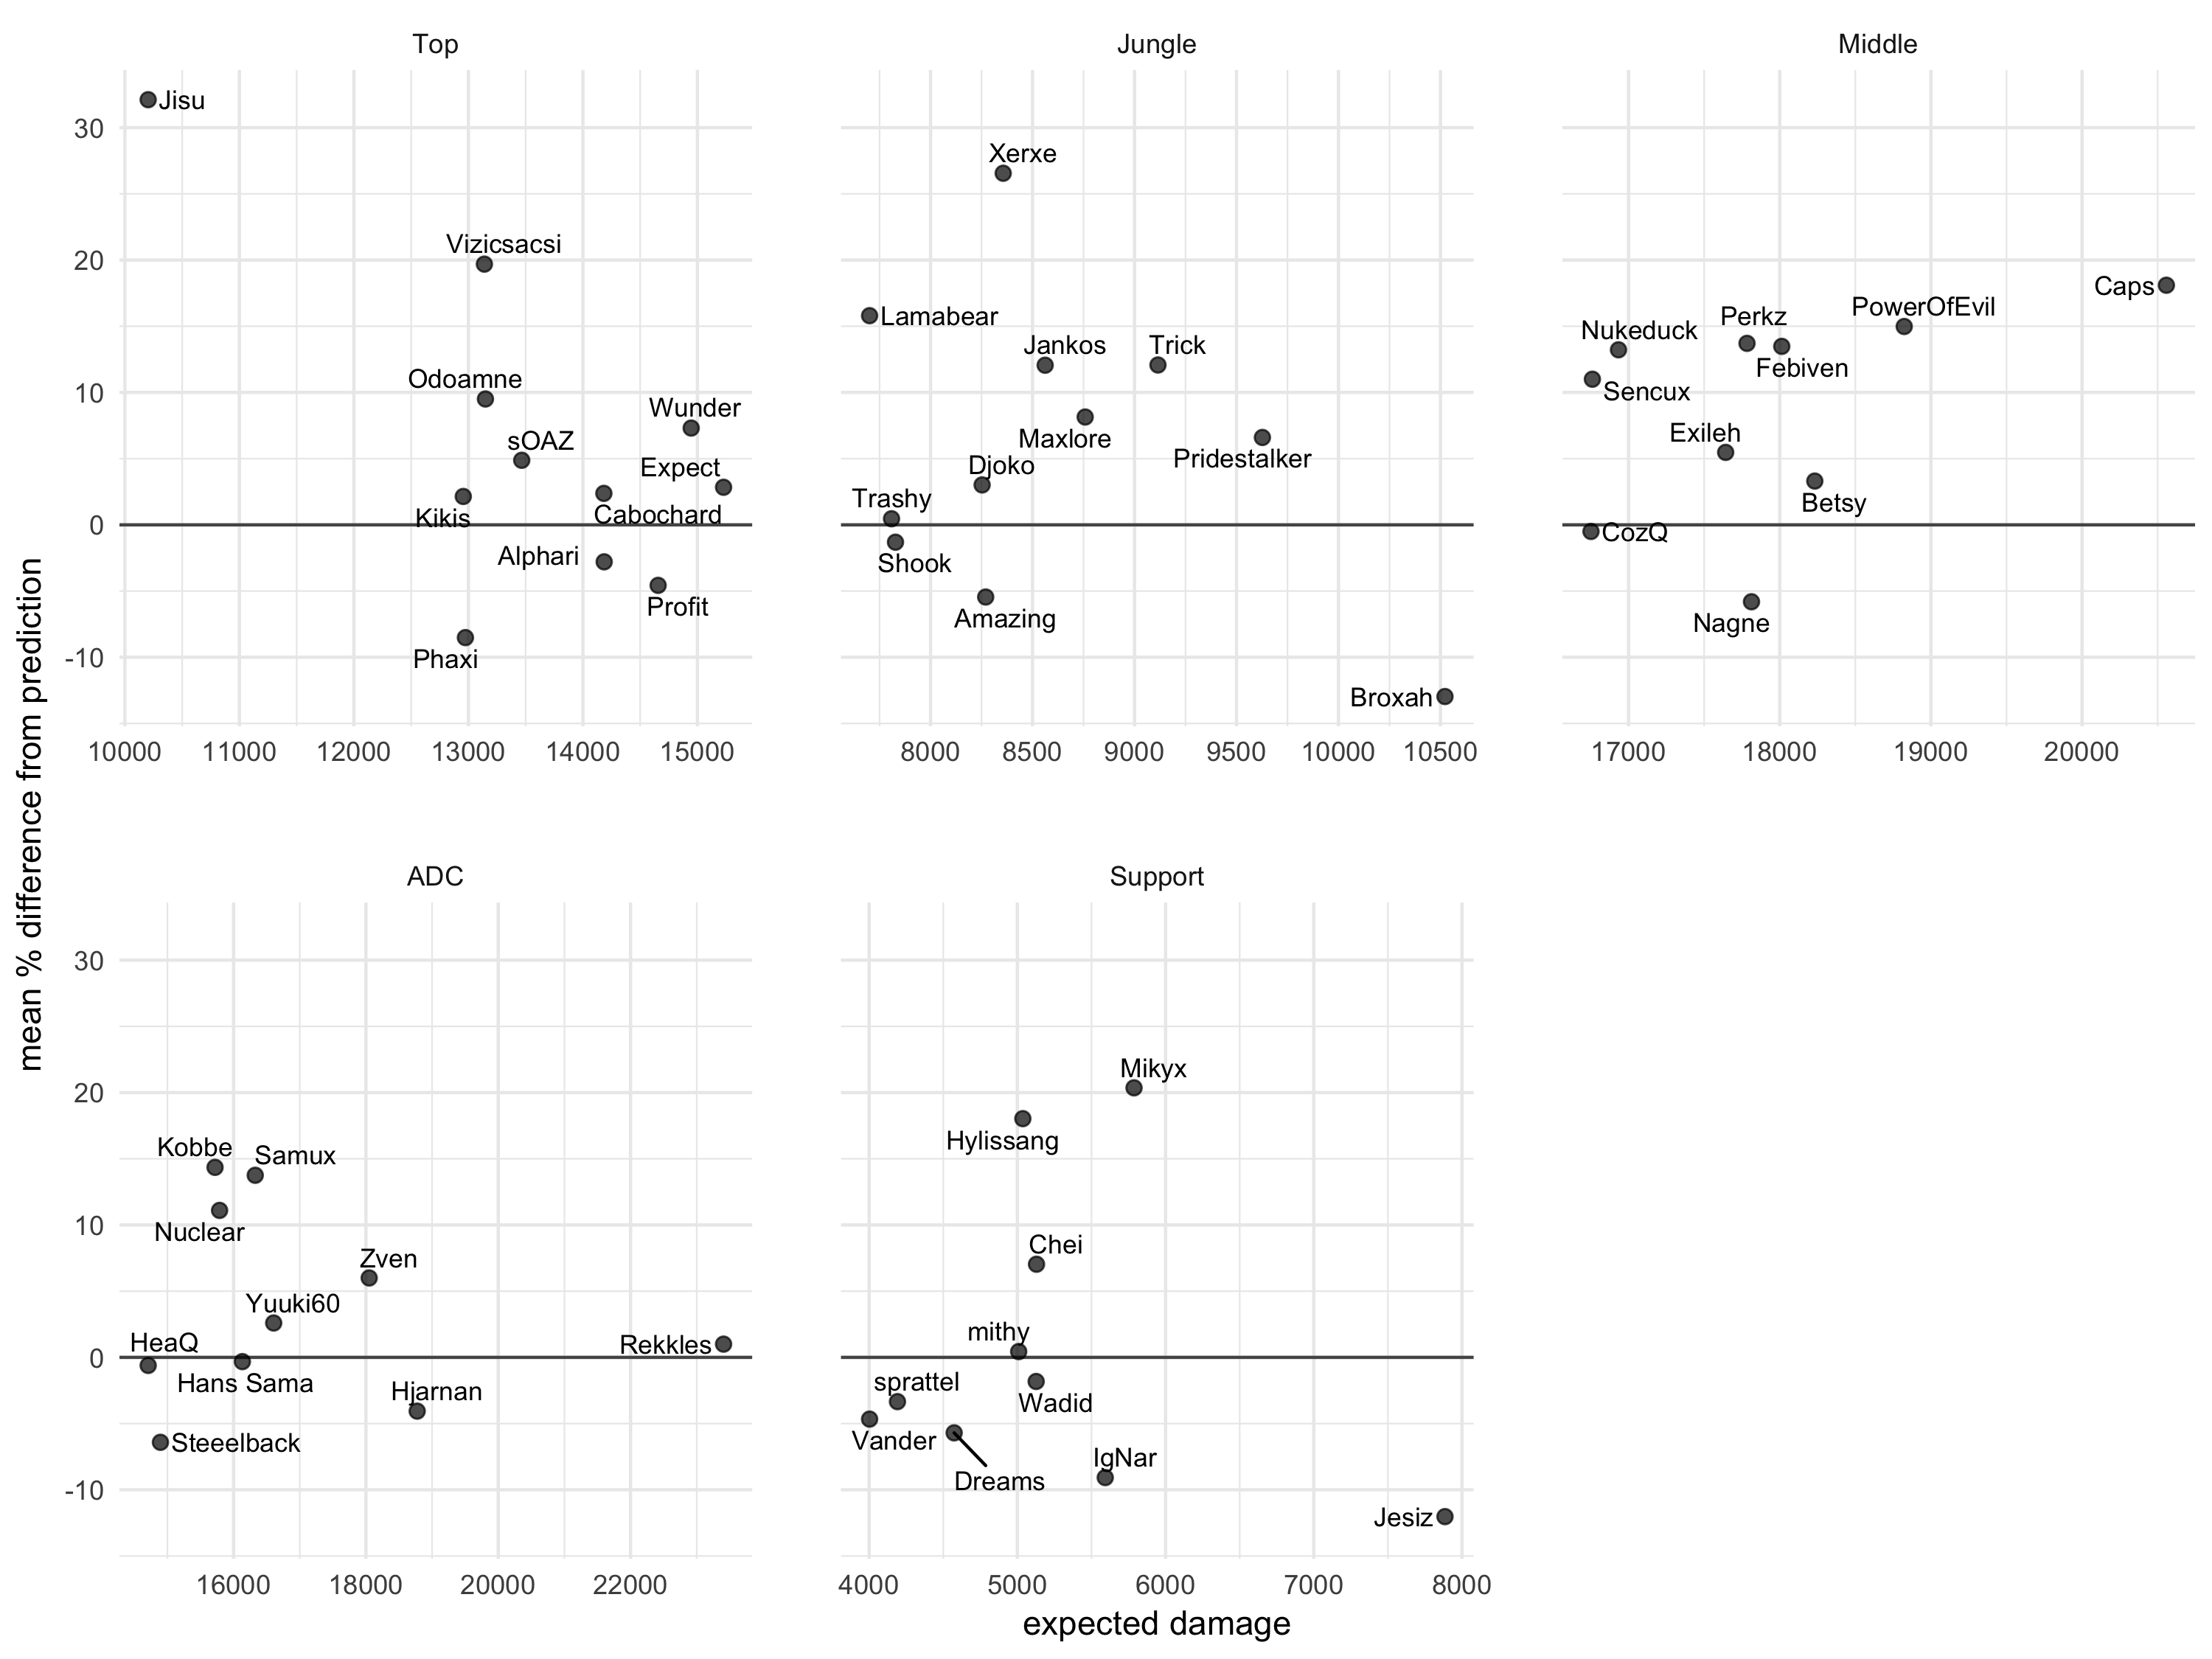 Top
Jungle
Middle
mean % difference from prediction
30
20
10
0
-10
Jisu
Vizicsacsi
Odoamne
Wunder
sOAZ
Expect
Kikis
Cabochard
Alphari
Profit
Phaxi
10000 11000 12000 13000 14000 15000
Xerxe
Lamabear
Jankos
Trick
Maxlore
Pridestalker
Djoko
Trashy
Shook
Amazing
Broxah
8000 8500 9000 9500 10000 10500
Caps
PowerOfEvil
Perkz
Nukeduck
Febiven
Sencux
Exileh
Betsy
CozQ
Nagne
17000 18000 19000 20000
ADC
Support
30
20
10
0
-10
Kobbe
Samux
Nuclear
Zven
Yuuki60
HeaQ
Rekkles
Hans Sama
Hjarnan
Steeelback
16000 18000 20000 22000
Mikyx
Hylissang
Chei
mithy
sprattel
Wadid
Vander
IgNar
Dreams
Jesiz
4000 5000 6000 7000 8000
expected damage